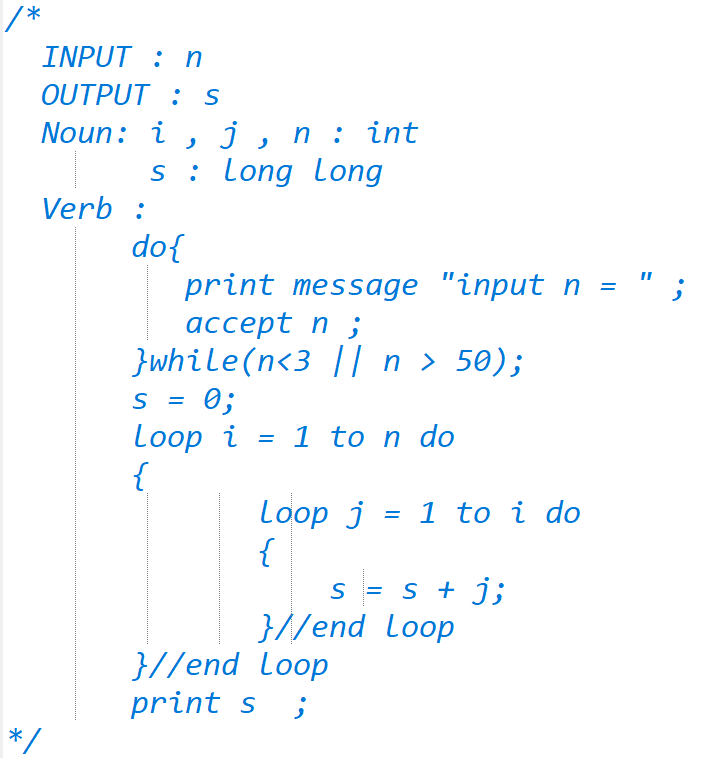 /*
INPUT : n
OUTPUT : s
Noun: i , j , n : int
s : long long
Verb :
do{
print message "input n = " ;
accept n ;
}while(n<3 || n > 50);
s = 0;
loop i = 1 to n do
{
loop j = 1 to i do
{
s = s + j;
}//end loop
}//end loop
print s  ;
*/